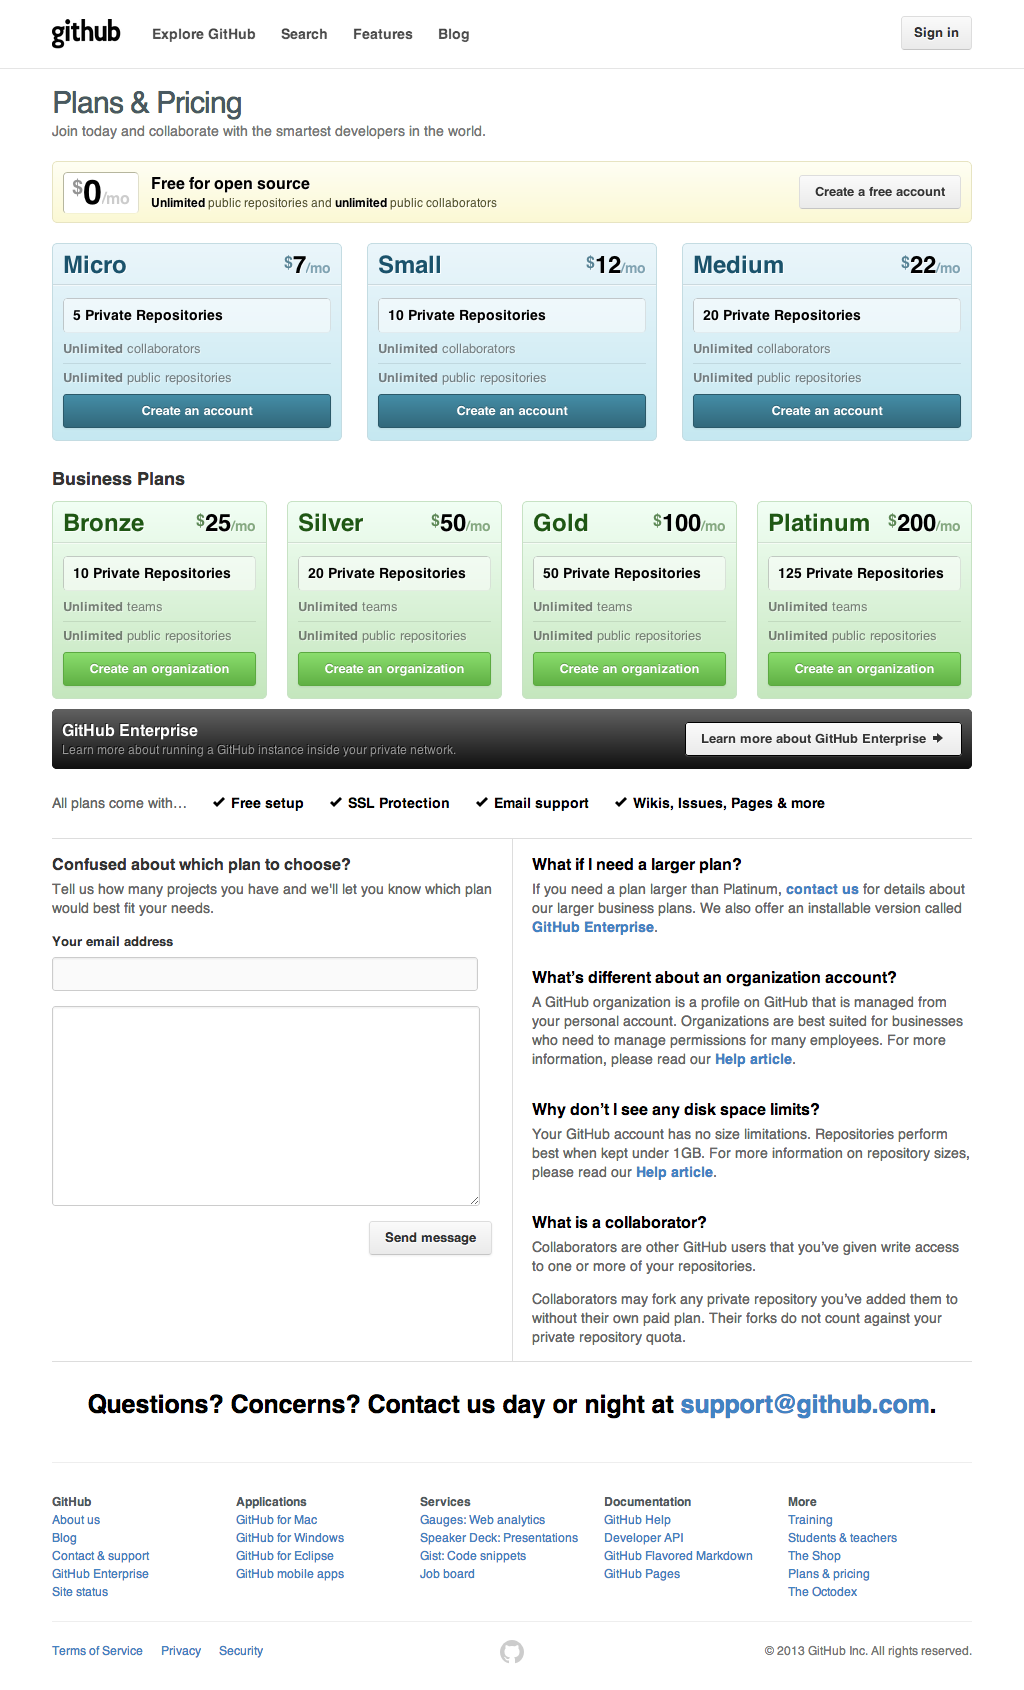 github Explore GitHub Search Features Blog Sign in
Plans & Pricing
Join today and collaborate with the smartest developers in the world.
$0/mo Free for open source
Unlimited public repositories and unlimited public collaborators
Create a free account
Micro $7/mo
5 Private Repositories
Unlimited collaborators
Unlimited public repositories
Create an account
Small $12/mo
10 Private Repositories
Unlimited collaborators
Unlimited public repositories
Create an account
Medium $22/mo
20 Private Repositories
Unlimited collaborators
Unlimited public repositories
Create an account
Business Plans
Bronze $25/mo
10 Private Repositories
Unlimited teams
Unlimited public repositories
Create an organization
Silver $50/mo
20 Private Repositories
Unlimited teams
Unlimited public repositories
Create an organization
Gold $100/mo
50 Private Repositories
Unlimited teams
Unlimited public repositories
Create an organization
Platinum $200/mo
125 Private Repositories
Unlimited teams
Unlimited public repositories
Create an organization
GitHub Enterprise
Learn more about running a GitHub instance inside your private network.
Learn more about GitHub Enterprise
All plans come with… Free setup SSL Protection Email support Wikis, Issues, Pages & more
Confused about which plan to choose?
Tell us how many projects you have and we'll let you know which plan
would best fit your needs.
Your email address
Send message
What if I need a larger plan?
If you need a plan larger than Platinum, contact us for details about
our larger business plans. We also offer an installable version called
GitHub Enterprise.
What’s different about an organization account?
A GitHub organization is a profile on GitHub that is managed from
your personal account. Organizations are best suited for businesses
who need to manage permissions for many employees. For more
information, please read our Help article.
Why don’t I see any disk space limits?
Your GitHub account has no size limitations. Repositories perform
best when kept under 1GB. For more information on repository sizes,
please read our Help article.
What is a collaborator?
Collaborators are other GitHub users that you’ve given write access
to one or more of your repositories.
Collaborators may fork any private repository you’ve added them to
without their own paid plan. Their forks do not count against your
private repository quota.
Questions? Concerns? Contact us day or night at support@github.com.
GitHub
About us
Blog
Contact & support
GitHub Enterprise
Site status
Applications
GitHub for Mac
GitHub for Windows
GitHub for Eclipse
GitHub mobile apps
Services
Gauges: Web analytics
Speaker Deck: Presentations
Gist: Code snippets
Job board
Documentation
GitHub Help
Developer API
GitHub Flavored Markdown
GitHub Pages
More
Training
Students & teachers
The Shop
Plans & pricing
The Octodex
Terms of Service Privacy Security © 2013 GitHub Inc. All rights reserved.